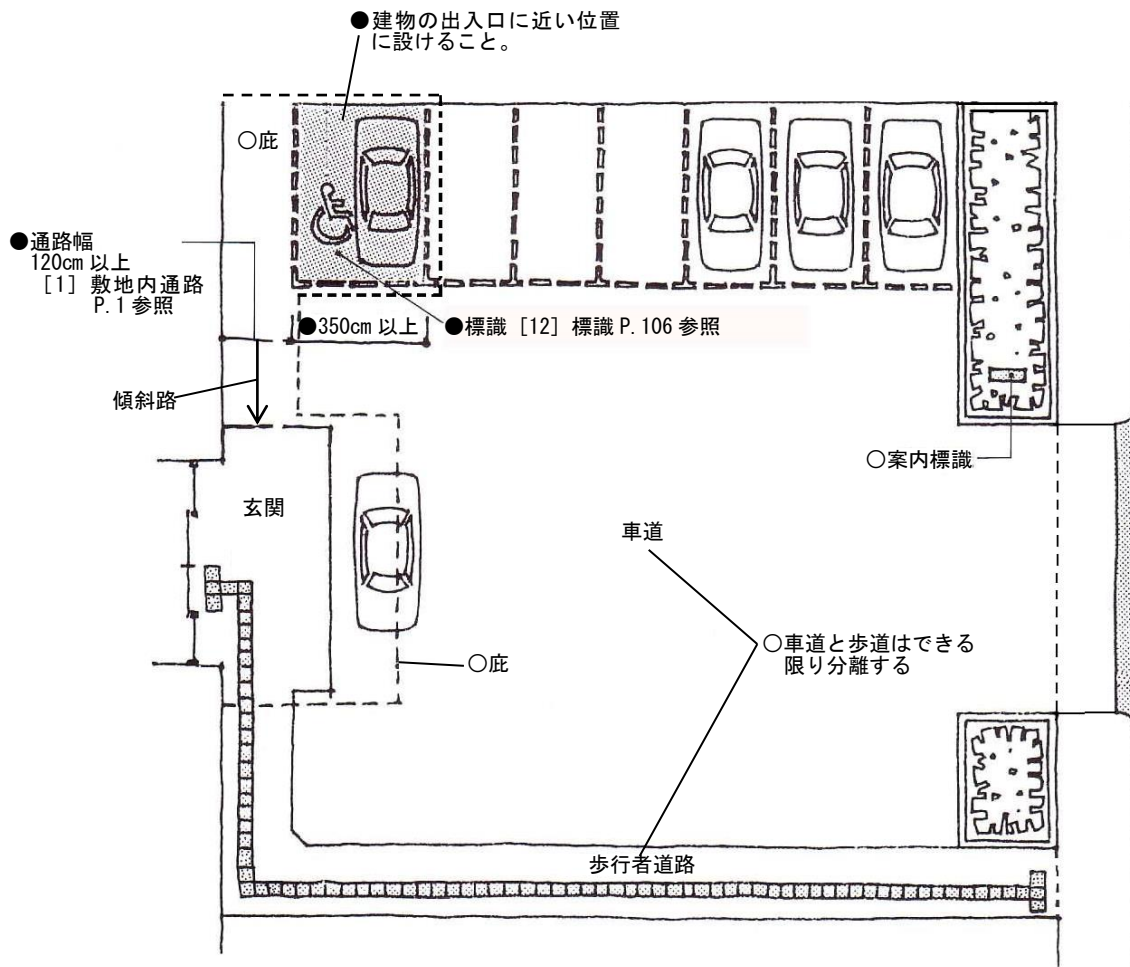 ●建物の出入口に近い位置
に設けること。
○庇
●通路幅
120cm 以上
[1] 敷地内通路
P.1 参照
●350cm 以上
●標識 [12] 標識 P.106 参照
傾斜路
○案内標識
玄関
車道
○車道と歩道はできる
限り分離する
○庇
歩行者道路